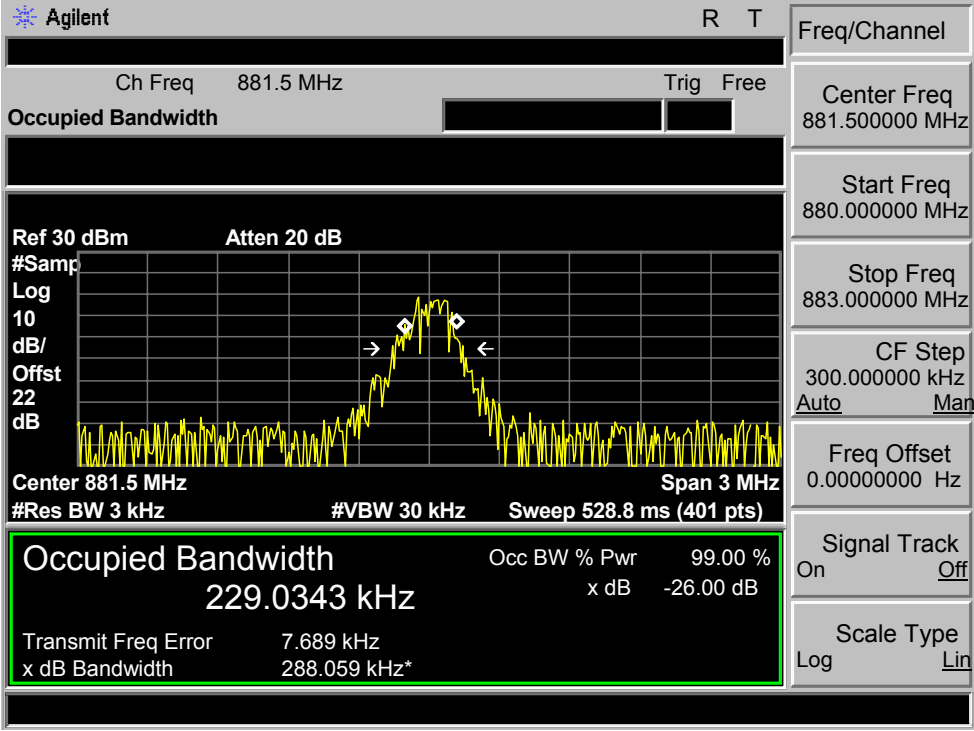 Agilent R T
Freq/Channel
Ch Freq 881.5 MHz Trig Free
Occupied Bandwidth
Center Freq
881.500000 MHz
Start Freq
880.000000 MHz
Ref 30 dBm Atten 20 dB
#Samp
Log
10
dB/
Offst
22
dB
Stop Freq
883.000000 MHz
CF Step
300.000000 kHz
Auto Man
Center 881.5 MHz Span 3 MHz
#Res BW 3 kHz #VBW 30 kHz Sweep 528.8 ms (401 pts)
Freq Offset
0.00000000 Hz
Occupied Bandwidth
229.0343 kHz
Occ BW % Pwr 99.00 %
x dB -26.00 dB
Transmit Freq Error 7.689 kHz
x dB Bandwidth 288.059 kHz*
Signal Track
On Off
Scale Type
Log Lin